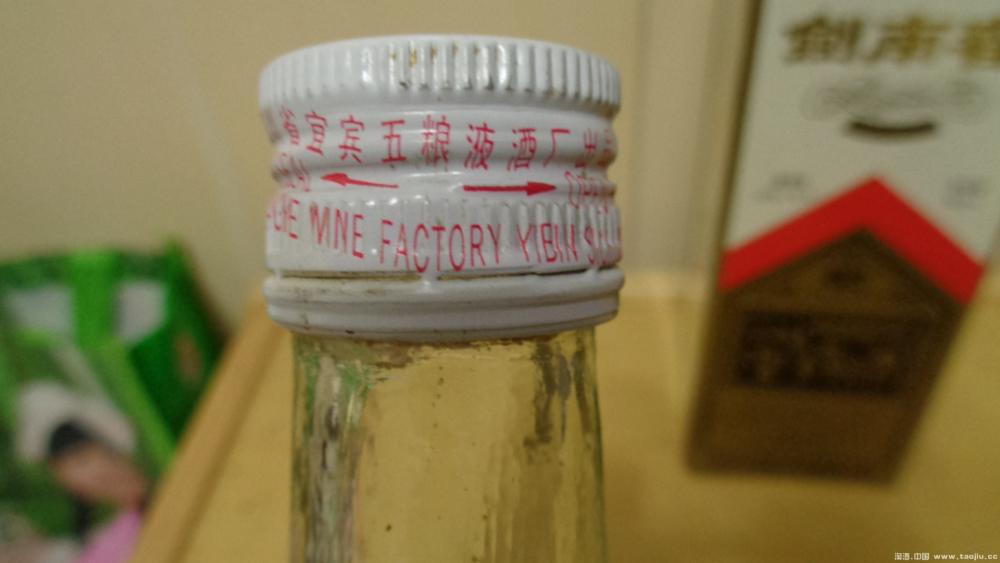 省宜宾五粮液酒厂出
OPEN
WINE FACTORY YIBIN
剑南春
淘酒.中国 www.taojiu.cc